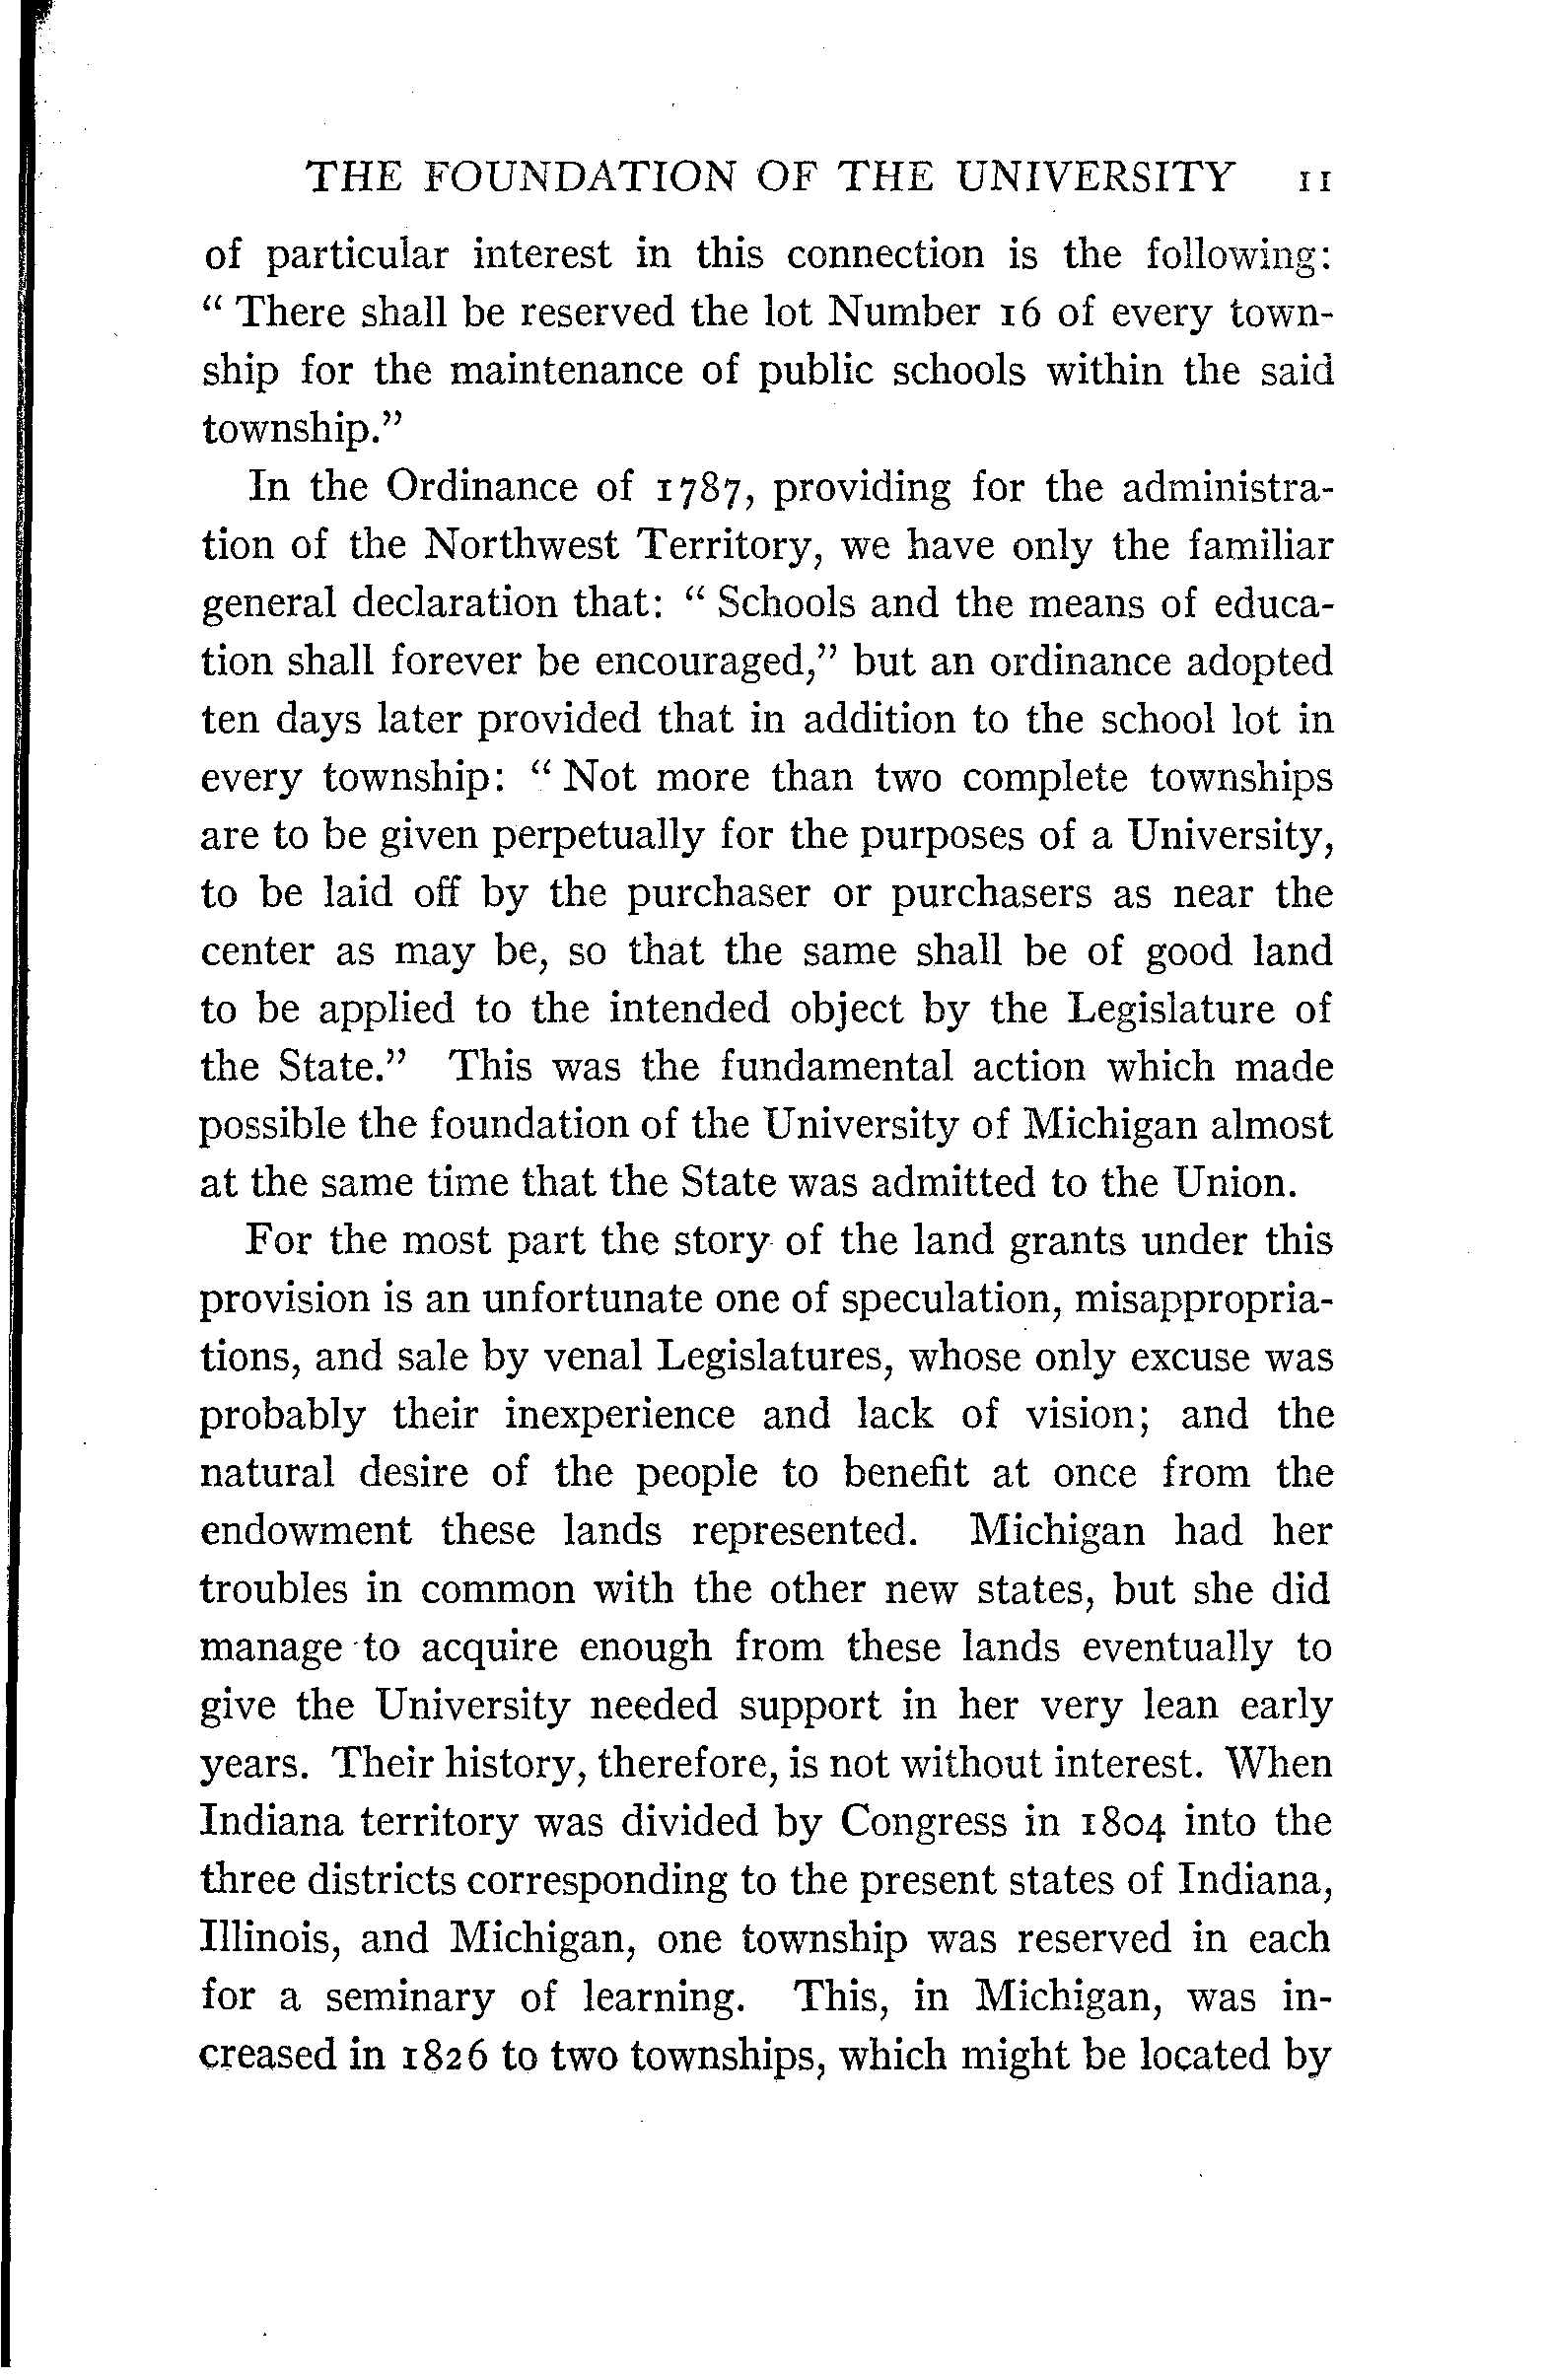 THE FOUNDATION OF THE UNIVERSITY 11
of particular interest in this connection is the following:
" There shall be reserved the lot Number 16 of every town-
ship for the maintenance of public schools within the said
township."
In the Ordinance of 1787, providing for the administra-
tion of the Northwest Territory, we have only the familiar
general declaration that: " Schools and the means of educa-
tion shall forever be encouraged," but an ordinance adopted
ten days later provided that in addition to the school lot in
every township: " Not more than two complete townships
are to be given perpetually for the purposes of a University,
to be laid off by the purchaser or purchasers as near the
center as may be, so that the same shall be of good land
to be applied to the intended object by the Legislature of
the State." This was the fundamental action which made
possible the foundation of the University of Michigan almost
at the same time that the State was admitted to the Union.
For the most part the story of the land grants under this
provision is an unfortunate one of speculation, misappropria-
tions, and sale by venal Legislatures, whose only excuse was
probably their inexperience and lack of vision; and the
natural desire of the people to benefit at once from the
endowment these lands represented. Michigan had her
troubles in common with the other new states, but she did
manage to acquire enough from these lands eventually to
give the University needed support in her very lean early
years. Their history, therefore, is not without interest. When
Indiana territory was divided by Congress in 1804 into the
three districts corresponding to the present states of Indiana,
Illinois, and Michigan, one township was reserved in each
for a seminary of learning. This, in Michigan, was in-
creased in 1826 to two townships, which might be located by